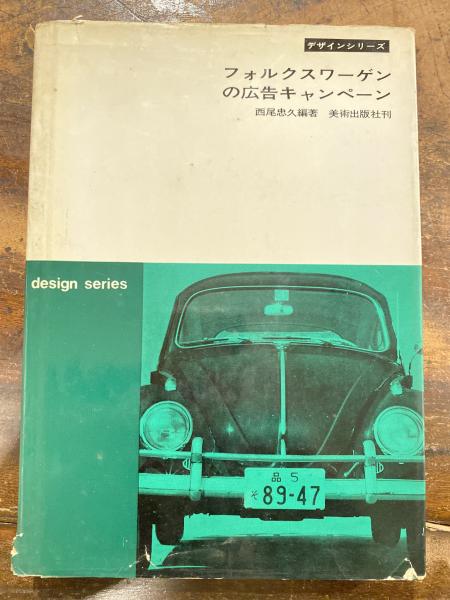 デザインシリーズ
フォルクスワーゲン
の広告キャンペーン
西尾忠久編著 美術出版社刊
design series
品 5
そ 89-47